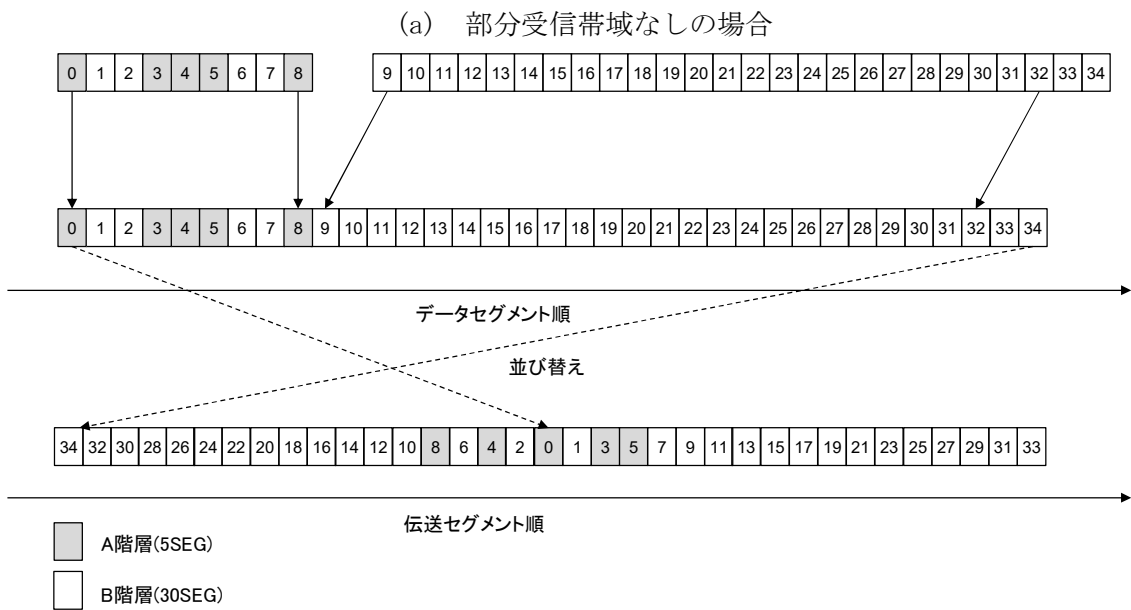 (a) 部分受信帯域なしの場合
0 1 2 3 4 5 6 7 8 9 10 11 12 13 14 15 16 17 18 19 20 21 22 23 24 25 26 27 28 29 30 31 32 33 34
0 1 2 3 4 5 6 7 8 9 10 11 12 13 14 15 16 17 18 19 20 21 22 23 24 25 26 27 28 29 30 31 32 33 34
データセグメント順
並び替え
34 32 30 28 26 24 22 20 18 16 14 12 10 8 6 4 2 0 1 3 5 7 9 11 13 15 17 19 21 23 25 27 29 31 33
伝送セグメント順
A階層(5SEG)
B階層(30SEG)